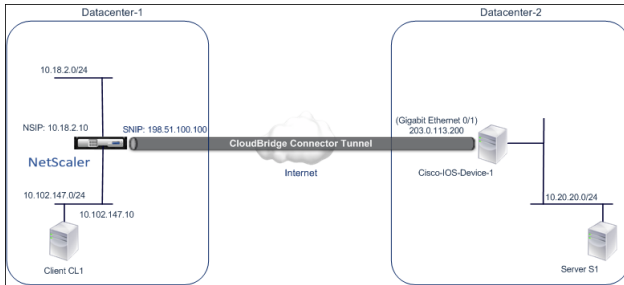 Datacenter-1
Datacenter-2
10.18.2.0/24
NSIP: 10.18.2.10
SNIP: 198.51.100.100
CloudBridge Connector Tunnel
(Gigabit Ethernet 0/1)
203.0.113.200
NetScaler
Internet
Cisco-IOS-Device-1
10.102.147.0/24
10.102.147.10
10.20.20.0/24
Client CL1
Server S1